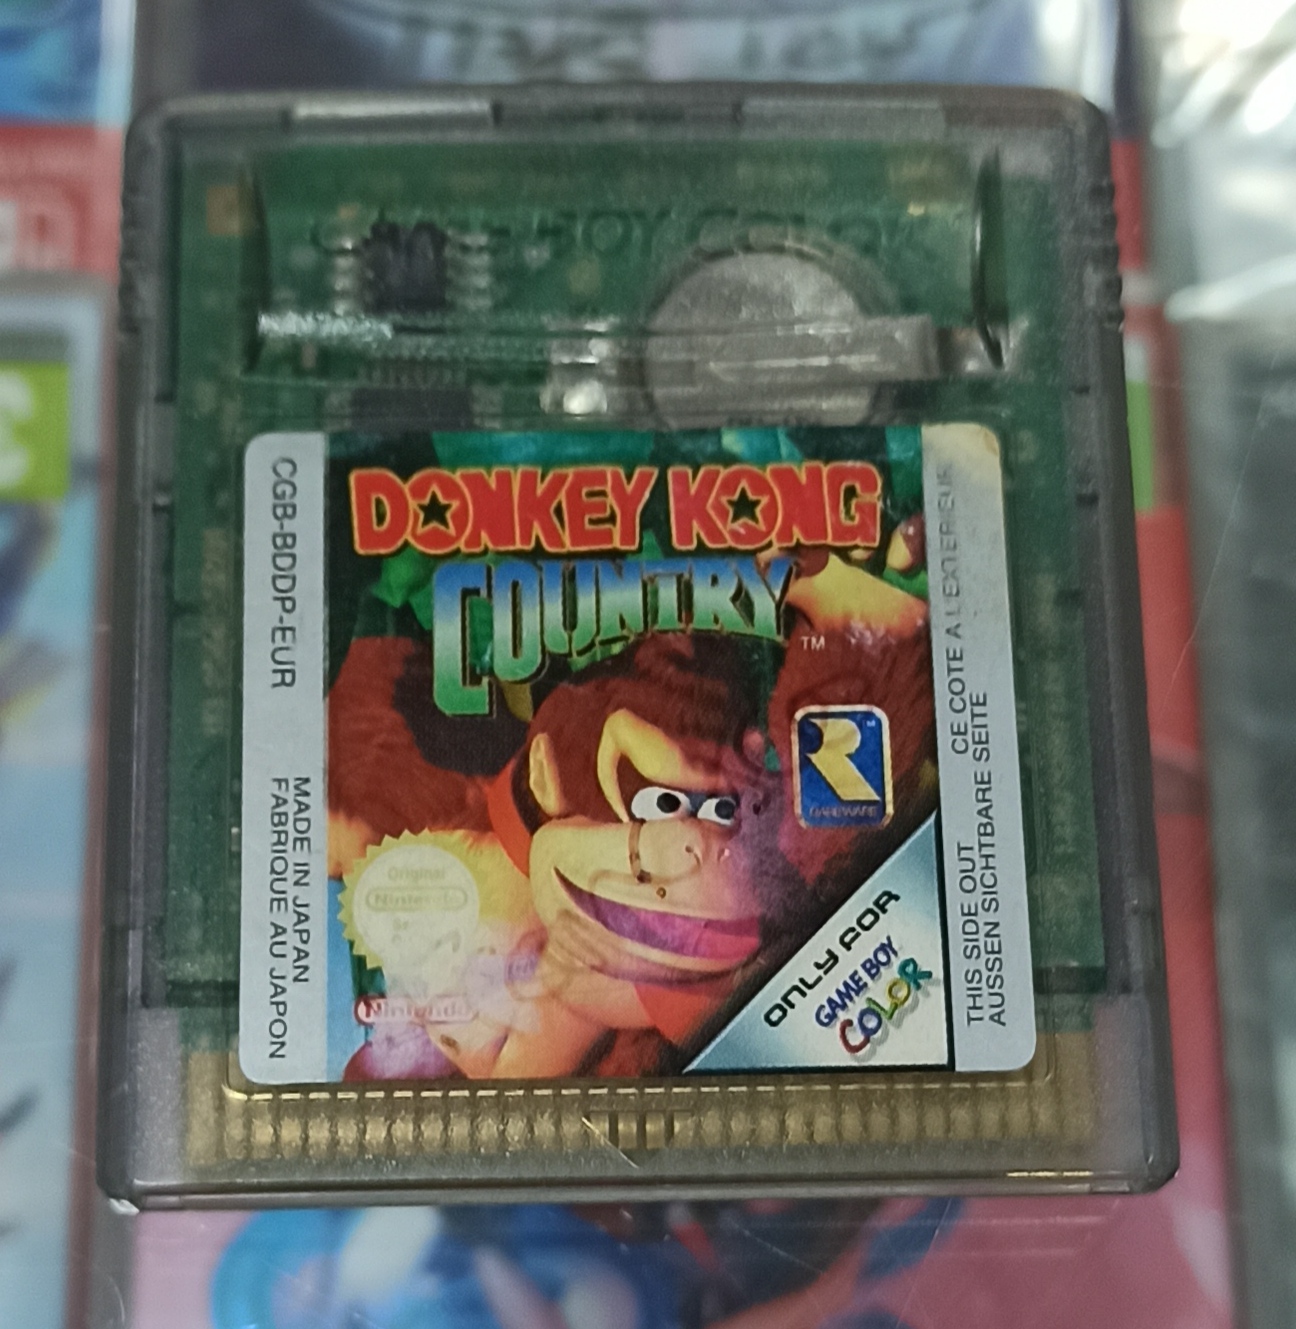 GAME BOY COLOR
CGB-BDDP-EUR
MADE IN JAPAN
FABRIQUE AU JAPON
DONKEY KONG
COUNTRY
TM
RAREWARE
Original
Nintendo
Nintendo
ONLY FOR
GAME BOY
COLOR
THIS SIDE OUT
CE COTE A L'EXTERIEUR
AUSSEN SICHTBARE SEITE